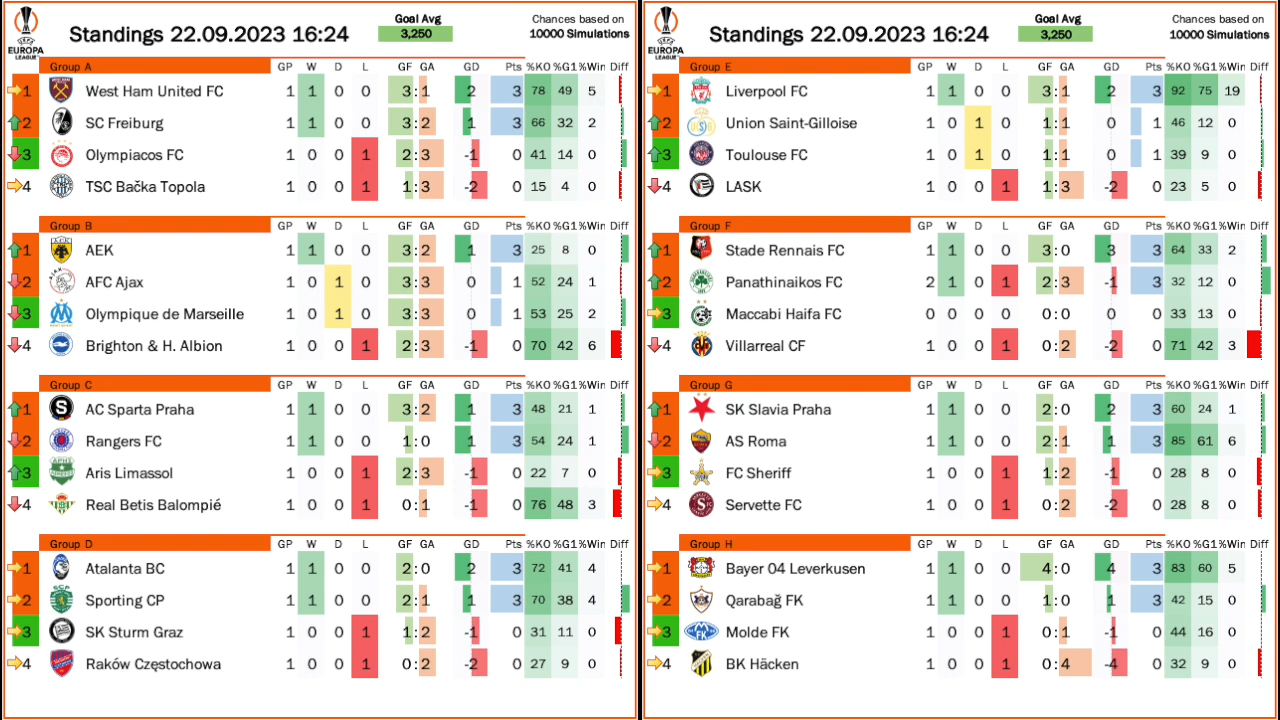 UEFA EUROPA LEAGUE
Standings 22.09.2023 16:24
Goal Avg
3,250
Chances based on
10000 Simulations
Group A GP W D L GF GA GD Pts %KO %G1 %Win Diff
1 West Ham United FC 1 1 0 0 3:1 2 3 78 49 5
2 SC Freiburg 1 1 0 0 3:2 1 3 66 32 2
3 Olympiacos FC 1 0 0 1 2:3 -1 0 41 14 0
4 TSC Bačka Topola 1 0 0 1 1:3 -2 0 15 4 0
Group B GP W D L GF GA GD Pts %KO %G1 %Win Diff
1 AEK 1 1 0 0 3:2 1 3 25 8 0
2 AFC Ajax 1 0 1 0 3:3 0 1 52 24 1
3 Olympique de Marseille 1 0 1 0 3:3 0 1 53 25 2
4 Brighton & H. Albion 1 0 0 1 2:3 -1 0 70 42 6
Group C GP W D L GF GA GD Pts %KO %G1 %Win Diff
1 AC Sparta Praha 1 1 0 0 3:2 1 3 48 21 1
2 Rangers FC 1 1 0 0 1:0 1 3 54 24 1
3 Aris Limassol 1 0 0 1 2:3 -1 0 22 7 0
4 Real Betis Balompié 1 0 0 1 0:1 -1 0 76 48 3
Group D GP W D L GF GA GD Pts %KO %G1 %Win Diff
1 Atalanta BC 1 1 0 0 2:0 2 3 72 41 4
2 Sporting CP 1 1 0 0 2:1 1 3 70 38 4
3 SK Sturm Graz 1 0 0 1 1:2 -1 0 31 11 0
4 Raków Częstochowa 1 0 0 1 0:2 -2 0 27 9 0
UEFA EUROPA LEAGUE
Standings 22.09.2023 16:24
Goal Avg
3,250
Chances based on
10000 Simulations
Group E GP W D L GF GA GD Pts %KO %G1 %Win Diff
1 Liverpool FC 1 1 0 0 3:1 2 3 92 75 19
2 Union Saint-Gilloise 1 0 1 0 1:1 0 1 46 12 0
3 Toulouse FC 1 0 1 0 1:1 0 1 39 9 0
4 LASK 1 0 0 1 1:3 -2 0 23 5 0
Group F GP W D L GF GA GD Pts %KO %G1 %Win Diff
1 Stade Rennais FC 1 1 0 0 3:0 3 3 64 33 2
2 Panathinaikos FC 2 1 0 1 2:3 -1 3 32 12 0
3 Maccabi Haifa FC 0 0 0 0 0:0 0 0 33 13 0
4 Villarreal CF 1 0 0 1 0:2 -2 0 71 42 3
Group G GP W D L GF GA GD Pts %KO %G1 %Win Diff
1 SK Slavia Praha 1 1 0 0 2:0 2 3 60 24 1
2 AS Roma 1 1 0 0 2:1 1 3 85 61 6
3 FC Sheriff 1 0 0 1 1:2 -1 0 28 8 0
4 Servette FC 1 0 0 1 0:2 -2 0 28 8 0
Group H GP W D L GF GA GD Pts %KO %G1 %Win Diff
1 Bayer 04 Leverkusen 1 1 0 0 4:0 4 3 83 60 5
2 Qarabağ FK 1 1 0 0 1:0 1 3 42 15 0
3 Molde FK 1 0 0 1 0:1 -1 0 44 16 0
4 BK Häcken 1 0 0 1 0:4 -4 0 32 9 0